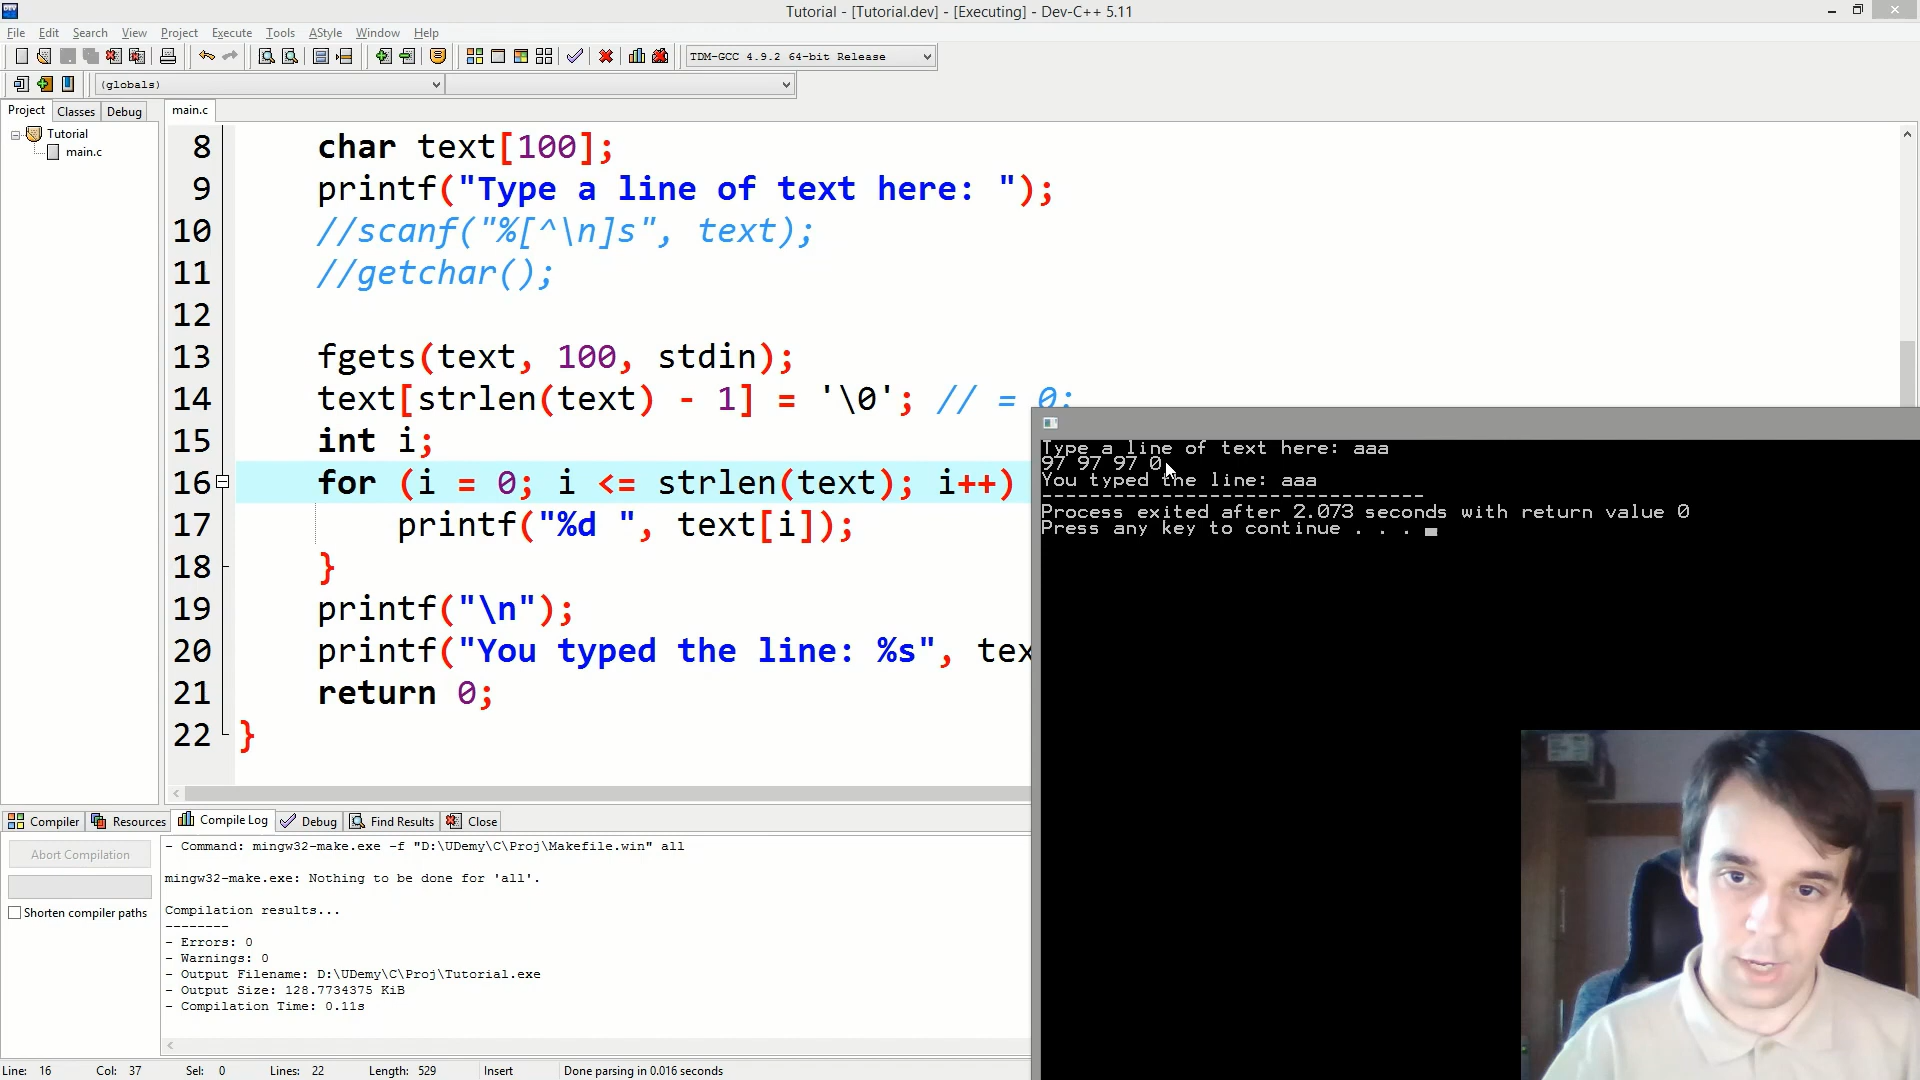 Tutorial - [Tutorial.dev] - [Executing] - Dev-C++ 5.11
File Edit Search View Project Execute Tools AStyle Window Help
TDM-GCC 4.9.2 64-bit Release
(globals)
Project Classes Debug
main.c
Tutorial
main.c
8 char text[100];
9 printf("Type a line of text here: ");
10 //scanf("%[^\n]s", text);
11 //getchar();
12
13 fgets(text, 100, stdin);
14 text[strlen(text) - 1] = '\0'; // = 0;
15 int i;
16 for (i = 0; i <= strlen(text); i++)
17 printf("%d ", text[i]);
18 }
19 printf("\n");
20 printf("You typed the line: %s", tex
21 return 0;
22 }
Type a line of text here: aaa
97 97 97 0
You typed the line: aaa
--------------------------------
Process exited after 2.073 seconds with return value 0
Press any key to continue . . .
Compiler Resources Compile Log Debug Find Results Close
Abort Compilation
Shorten compiler paths
- Command: mingw32-make.exe -f "D:\UDemy\C\Proj\Makefile.win" all
mingw32-make.exe: Nothing to be done for 'all'.
Compilation results...
--------
- Errors: 0
- Warnings: 0
- Output Filename: D:\UDemy\C\Proj\Tutorial.exe
- Output Size: 128.7734375 KiB
- Compilation Time: 0.11s
Line: 16 Col: 37 Sel: 0 Lines: 22 Length: 529 Insert Done parsing in 0.016 seconds